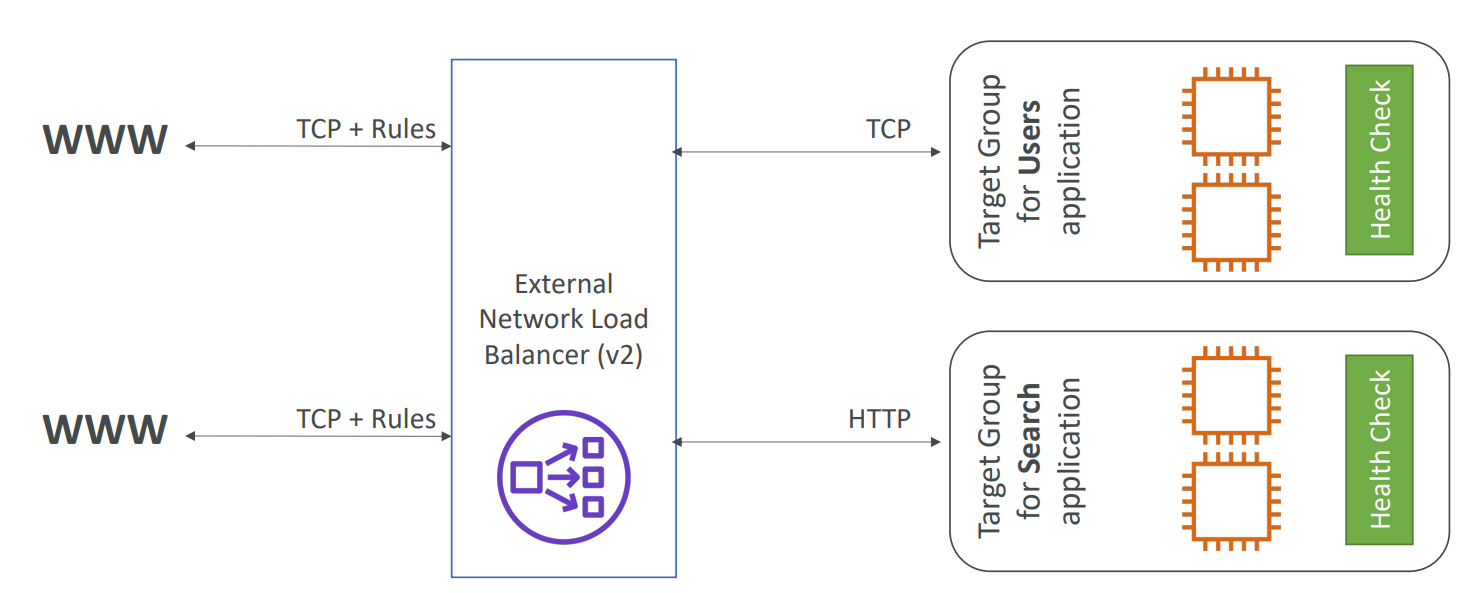 WWW
TCP + Rules
TCP
Target Group
for Users
application
Health Check
External
Network Load
Balancer (v2)
WWW
TCP + Rules
HTTP
Target Group
for Search
application
Health Check